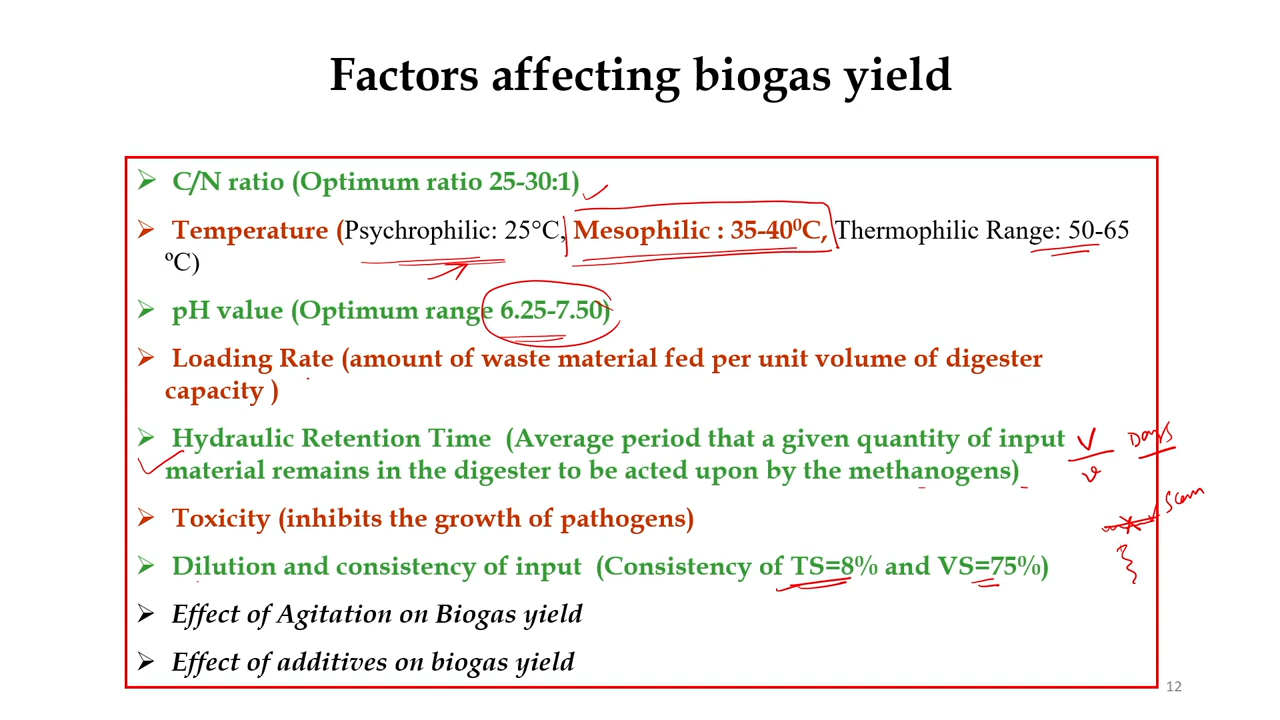 Factors affecting biogas yield
➢ C/N ratio (Optimum ratio 25-30:1)
➢ Temperature (Psychrophilic: 25°C, Mesophilic : 35-40⁰C, Thermophilic Range: 50-65
ºC)
➢ pH value (Optimum range 6.25-7.50)
➢ Loading Rate (amount of waste material fed per unit volume of digester
capacity )
➢ Hydraulic Retention Time (Average period that a given quantity of input
material remains in the digester to be acted upon by the methanogens)
V
v
Days
➢ Toxicity (inhibits the growth of pathogens)
Scum
➢ Dilution and consistency of input (Consistency of TS=8% and VS=75%)
➢ Effect of Agitation on Biogas yield
➢ Effect of additives on biogas yield
12